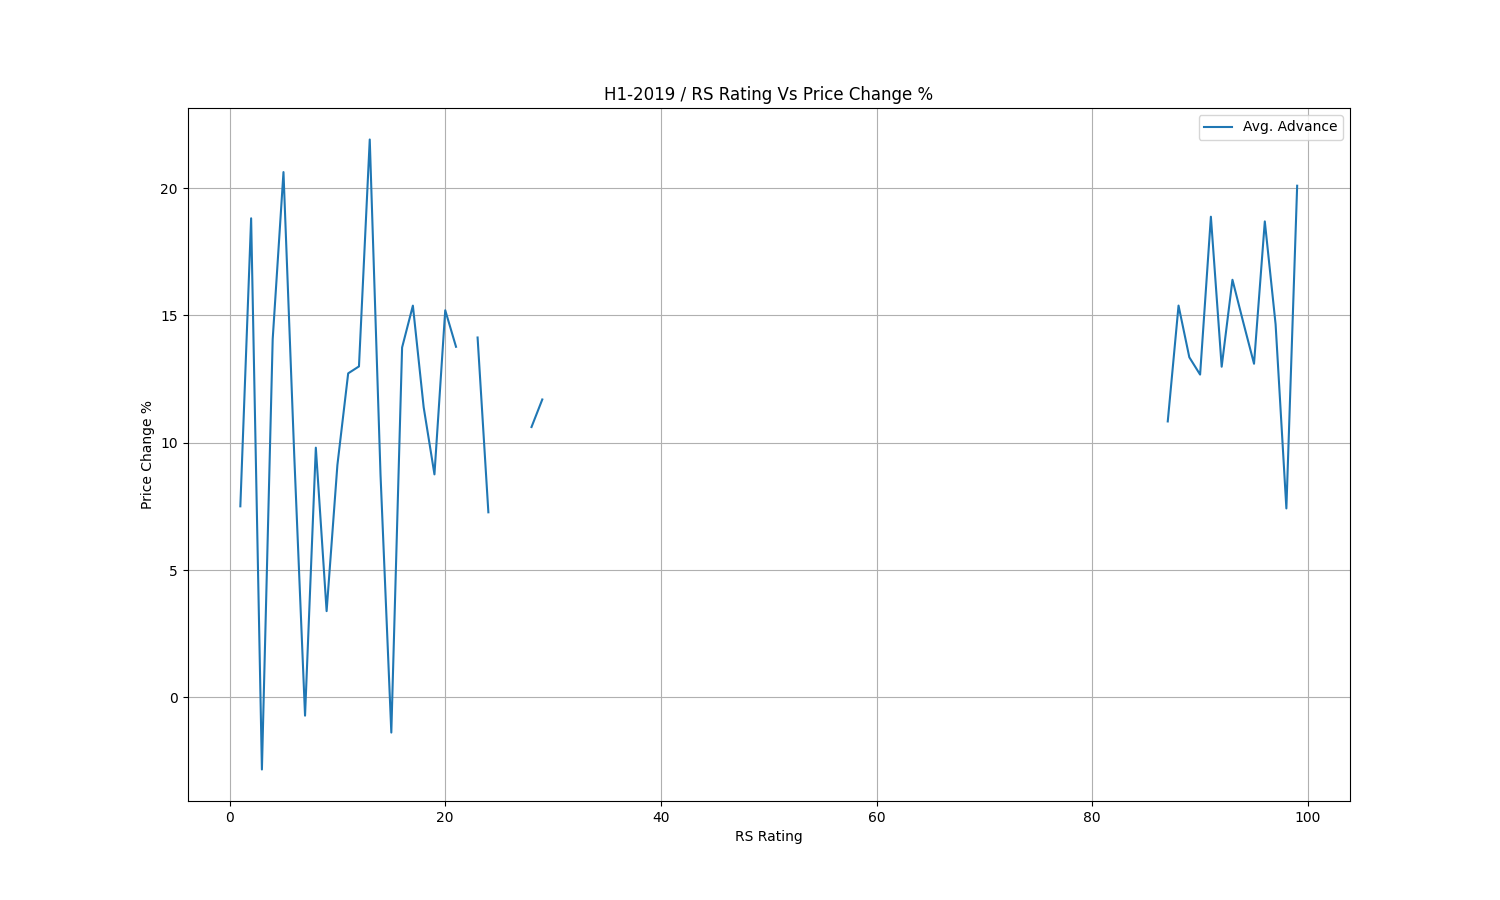 H1-2019 / RS Rating Vs Price Change %
Avg. Advance
20
15
10
5
0
Price Change %
0 20 40 60 80 100
RS Rating